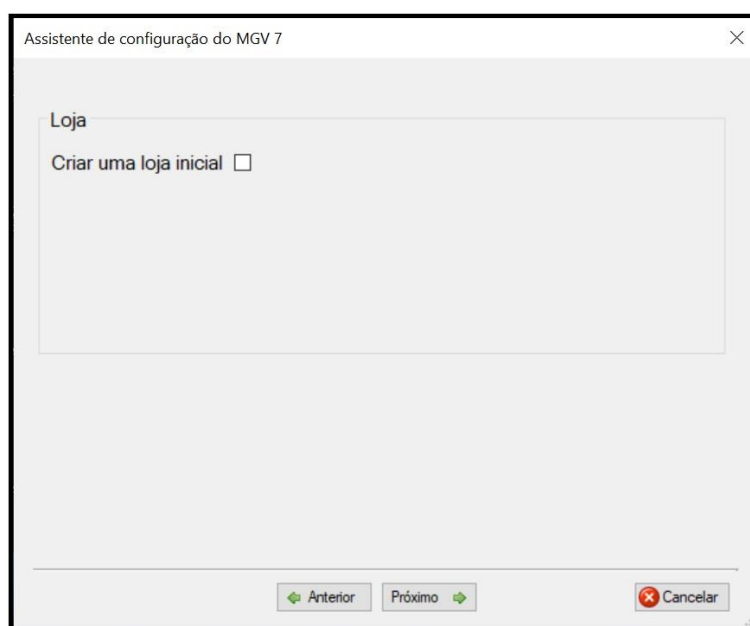 Assistente de configuração do MGV 7
Loja
Criar uma loja inicial
Anterior
Próximo
Cancelar